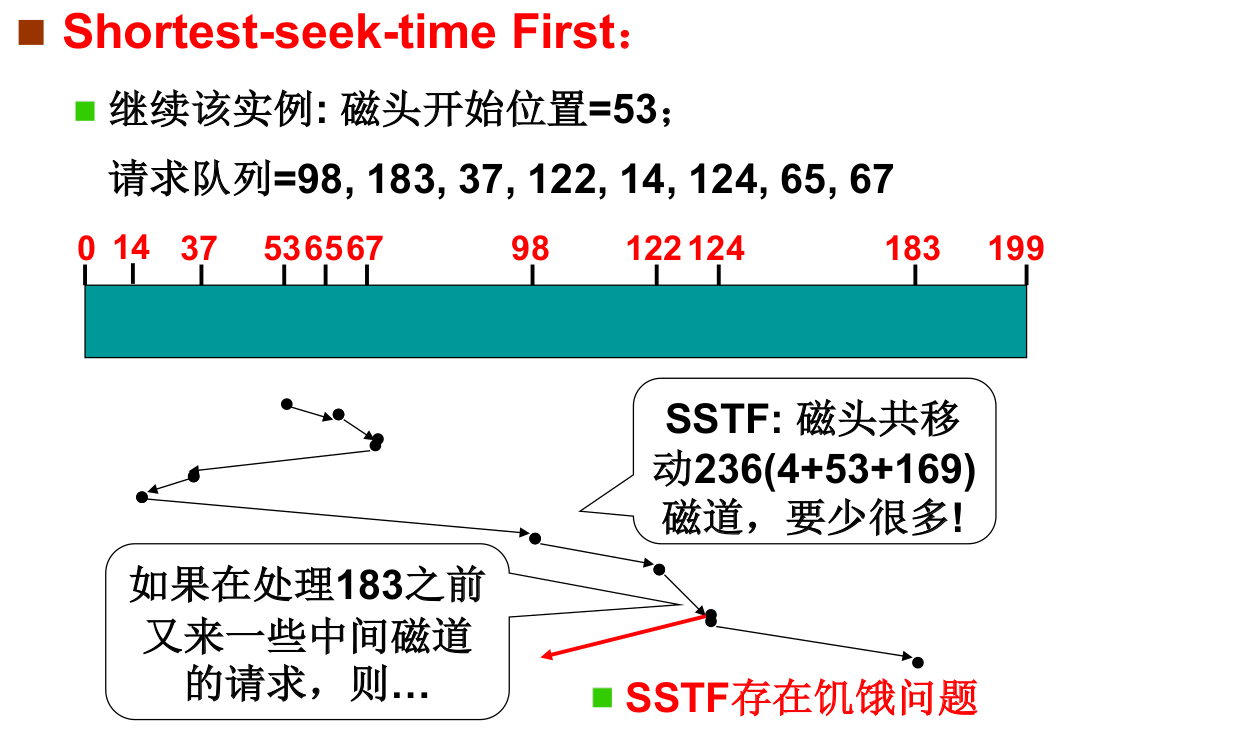 Shortest-seek-time First：
继续该实例: 磁头开始位置=53；
请求队列=98, 183, 37, 122, 14, 124, 65, 67
0 14 37 53 65 67 98 122 124 183 199
SSTF: 磁头共移
动236(4+53+169)
磁道，要少很多!
如果在处理183之前
又来一些中间磁道
的请求，则…
SSTF存在饥饿问题